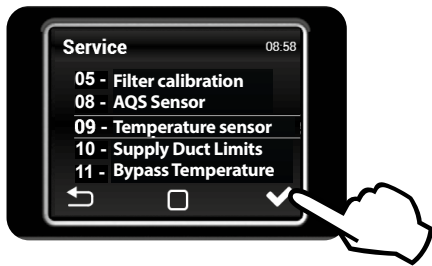 Service 08:58
05 - Filter calibration
08 - AQS Sensor
09 - Temperature sensor
10 - Supply Duct Limits
11 - Bypass Temperature